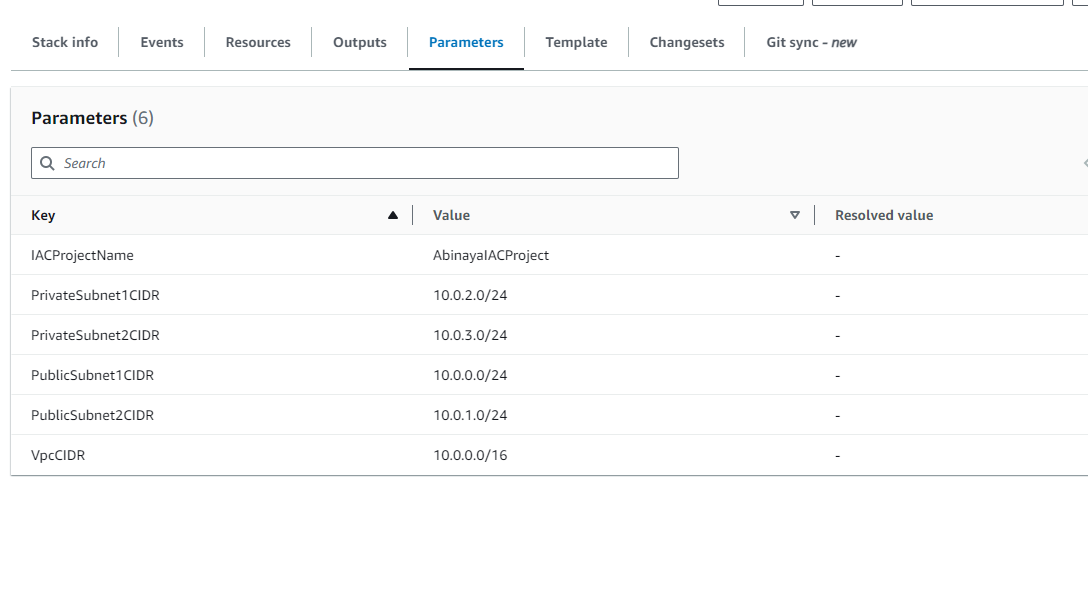 Stack info Events Resources Outputs Parameters Template Changesets Git sync - new
Parameters (6)
Search
Key Value Resolved value
IACProjectName AbinayaIACProject -
PrivateSubnet1CIDR 10.0.2.0/24 -
PrivateSubnet2CIDR 10.0.3.0/24 -
PublicSubnet1CIDR 10.0.0.0/24 -
PublicSubnet2CIDR 10.0.1.0/24 -
VpcCIDR 10.0.0.0/16 -